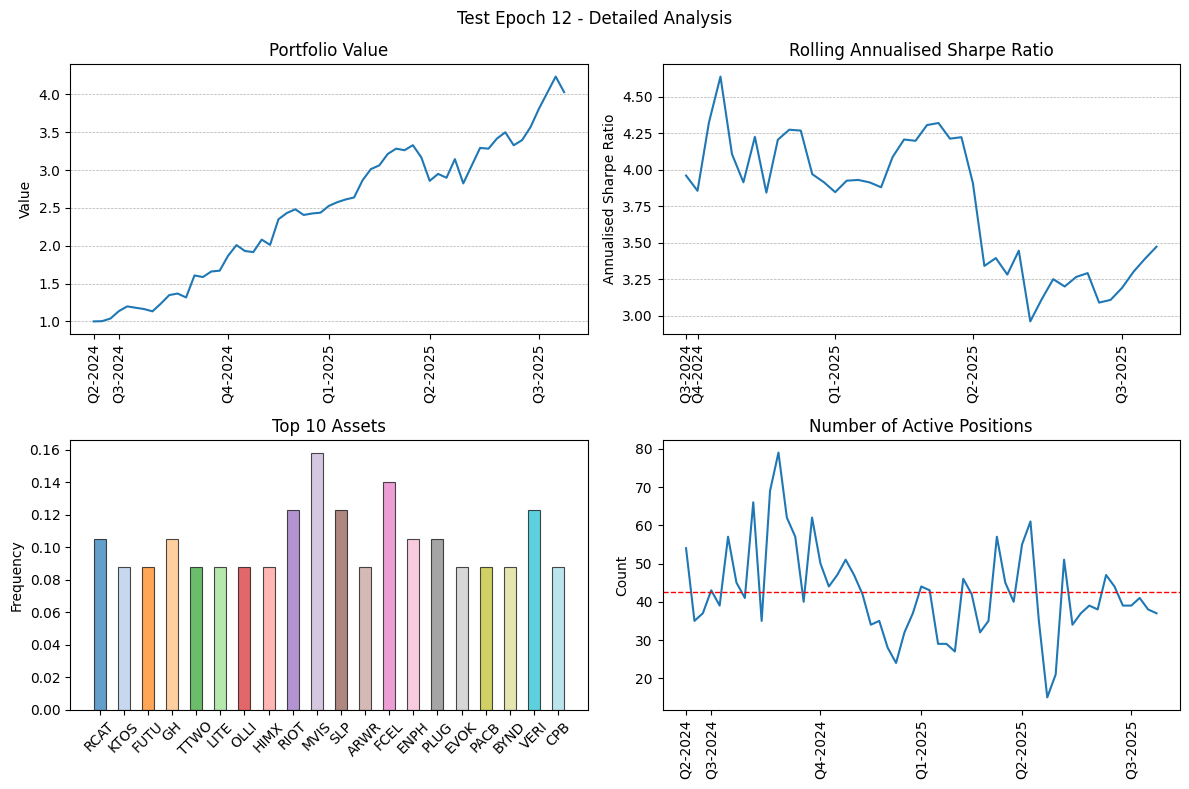 Test Epoch 12 - Detailed Analysis
Portfolio Value
Value
4.0
3.5
3.0
2.5
2.0
1.5
1.0
Q2-2024
Q3-2024
Q4-2024
Q1-2025
Q2-2025
Q3-2025
Rolling Annualised Sharpe Ratio
Annualised Sharpe Ratio
4.50
4.25
4.00
3.75
3.50
3.25
3.00
Q3-2024
Q4-2024
Q1-2025
Q2-2025
Q3-2025
Top 10 Assets
Frequency
0.16
0.14
0.12
0.10
0.08
0.06
0.04
0.02
0.00
RCAT
KTOS
FUTU
GH
TTWO
LITE
OLLI
HIMX
RIOT
MVIS
SLP
ARWR
FCEL
ENPH
PLUG
EVOK
PACB
BYND
VERI
CPB
Number of Active Positions
Count
80
70
60
50
40
30
20
Q2-2024
Q3-2024
Q4-2024
Q1-2025
Q2-2025
Q3-2025